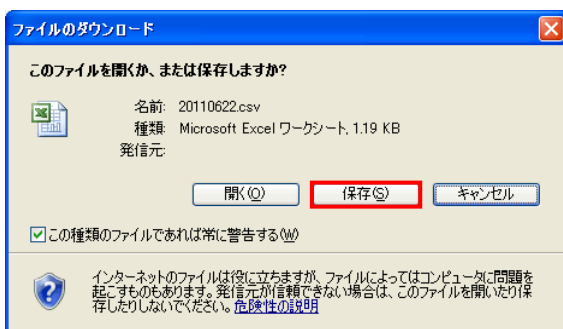 ファイルのダウンロード
このファイルを開くか、または保存しますか?
名前: 20110622.csv
種類: Microsoft Excel ワークシート, 1.19 KB
発信元:
開く(O) 保存(S) キャンセル
この種類のファイルであれば常に警告する(W)
インターネットのファイルは役に立ちますが、ファイルによってはコンピュータに問題を
起こすものもあります。発信元が信頼できない場合は、このファイルを開いたり保
存したりしないでください。危険性の説明